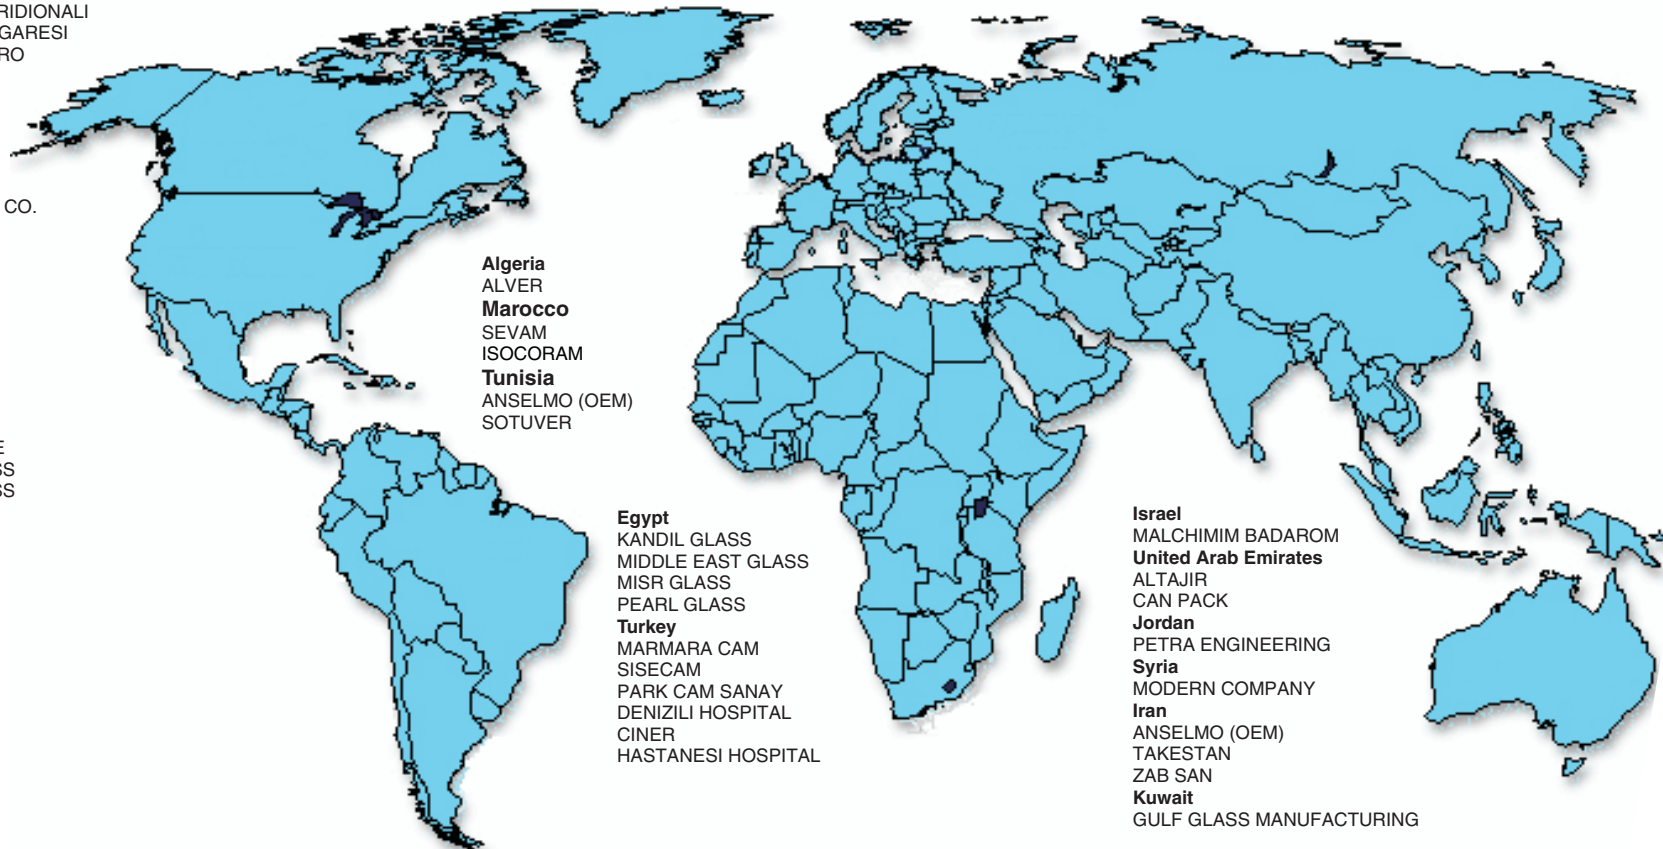 RIDIONALI
GARESI
RO
CO.
E
SS
SS
Algeria
ALVER
Marocco
SEVAM
ISOCORAM
Tunisia
ANSELMO (OEM)
SOTUVER
Egypt
KANDIL GLASS
MIDDLE EAST GLASS
MISR GLASS
PEARL GLASS
Turkey
MARMARA CAM
SISECAM
PARK CAM SANAY
DENIZILI HOSPITAL
CINER
HASTANESI HOSPITAL
Israel
MALCHIMIM BADAROM
United Arab Emirates
ALTAJIR
CAN PACK
Jordan
PETRA ENGINEERING
Syria
MODERN COMPANY
Iran
ANSELMO (OEM)
TAKESTAN
ZAB SAN
Kuwait
GULF GLASS MANUFACTURING